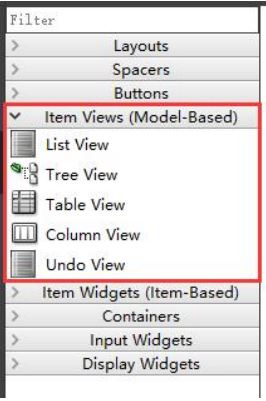 Filter
Layouts
Spacers
Buttons
Item Views (Model-Based)
List View
Tree View
Table View
Column View
Undo View
Item Widgets (Item-Based)
Containers
Input Widgets
Display Widgets